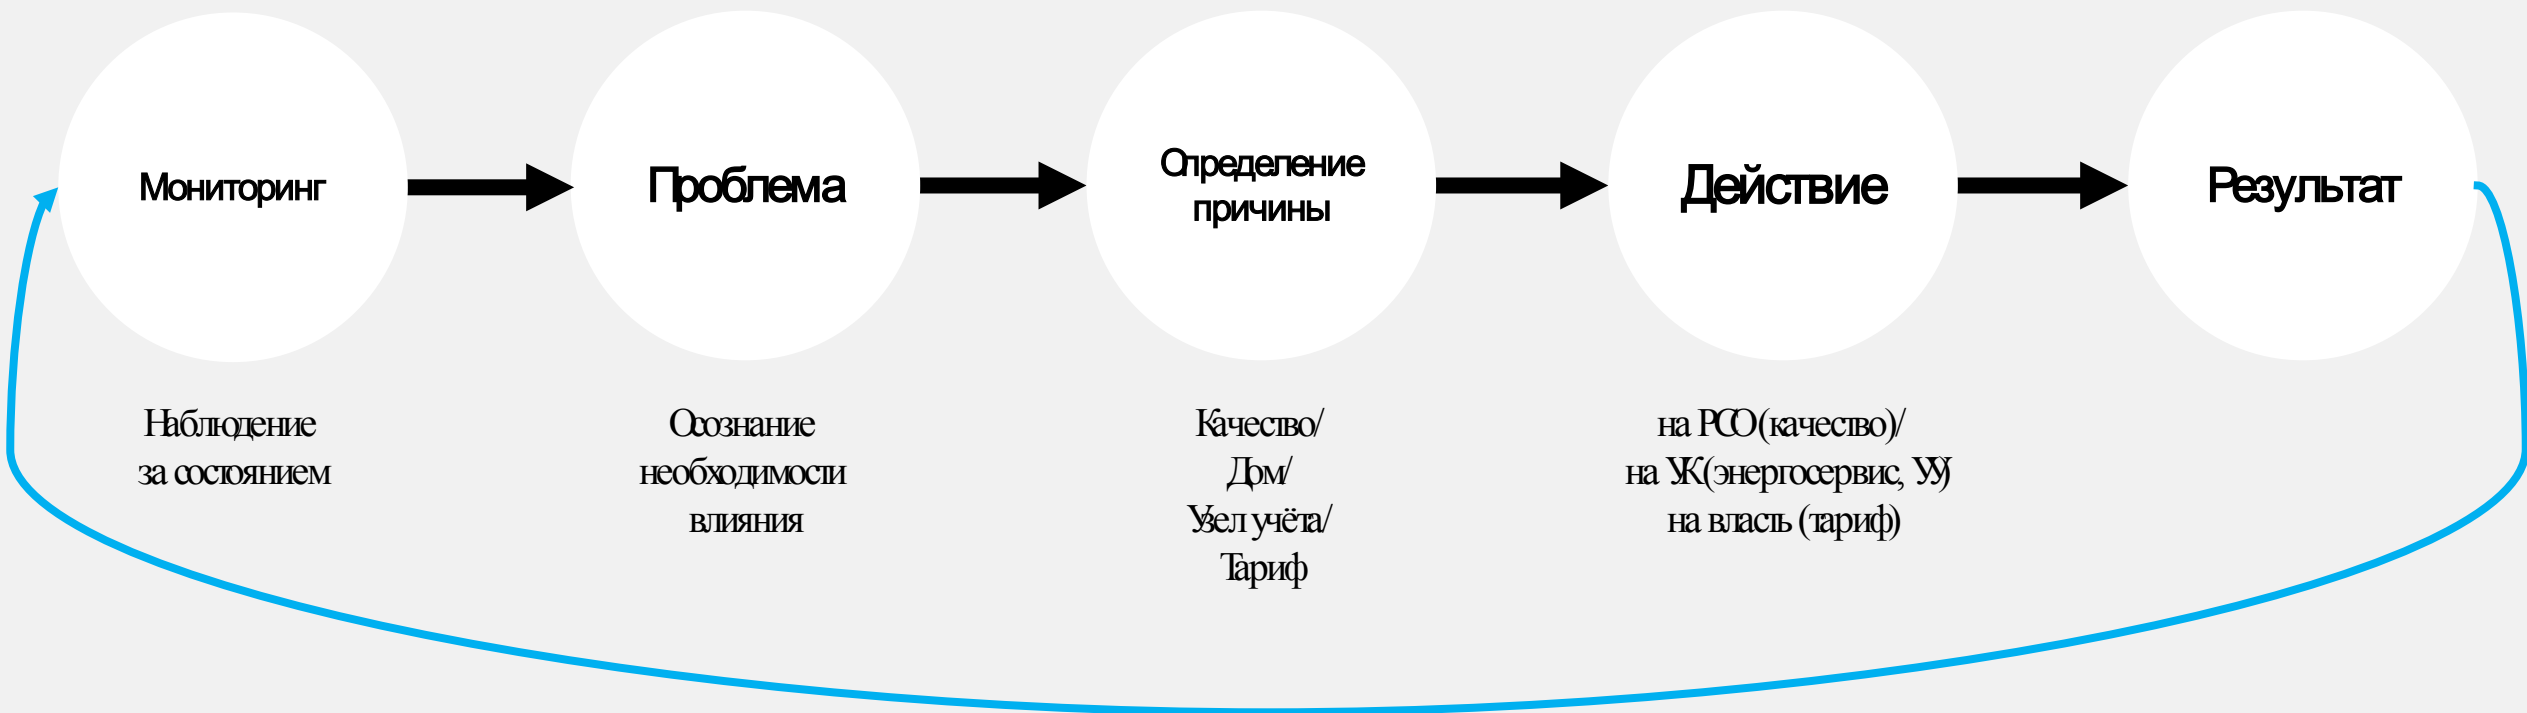 Мониторинг
Проблема
Определение
причины
Действие
Результат
Наблюдение
за состоянием
Осознание
необходимости
влияния
Качество/
Дом/
Узел учёта/
Тариф
на РСО (качество)/
на УК (энергосервис, УУ)
на власть (тариф)